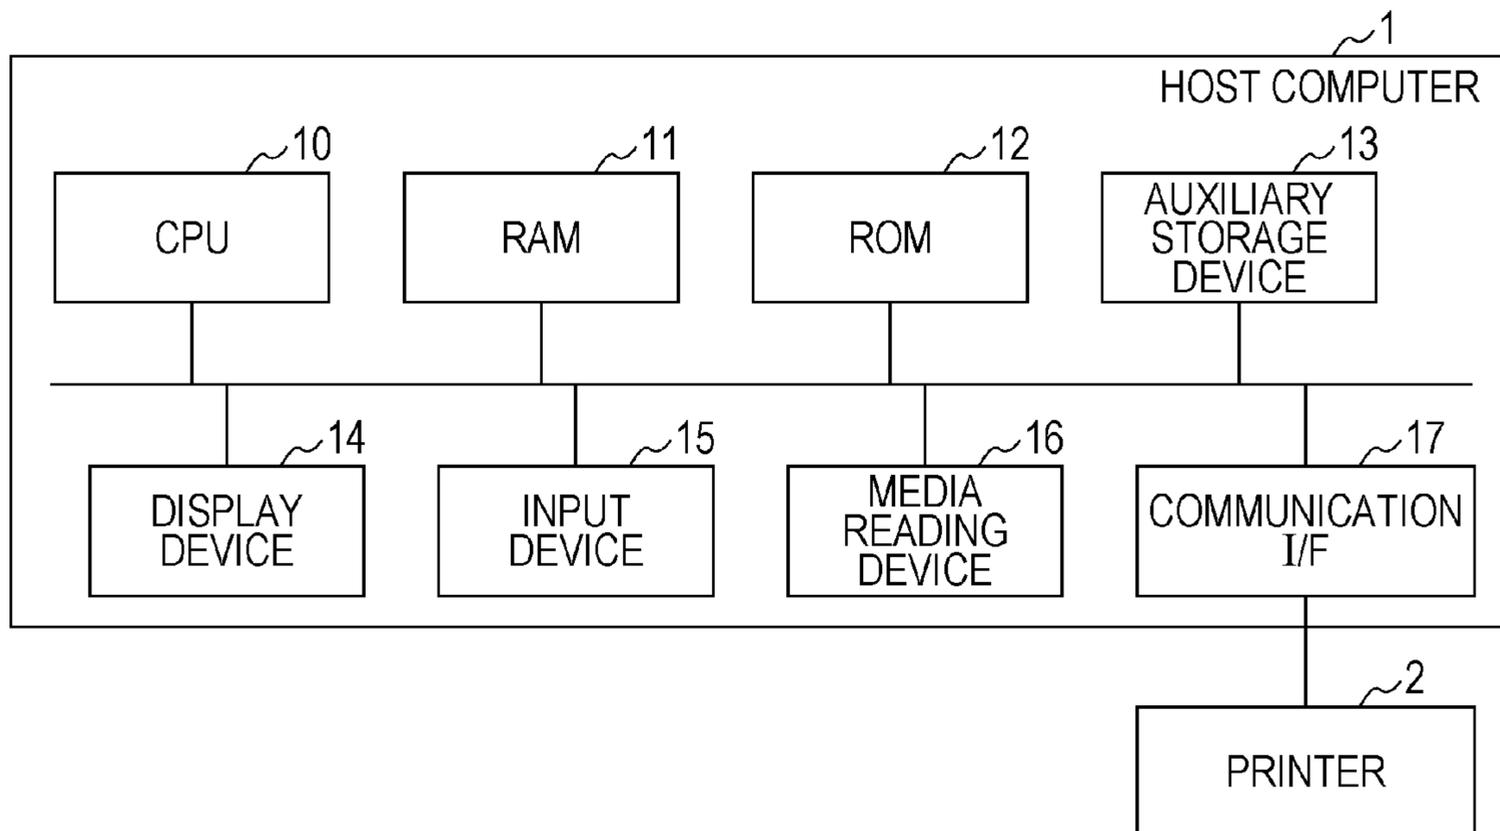 1
HOST COMPUTER
10
11
12
13
CPU
RAM
ROM
AUXILIARY
STORAGE
DEVICE
14
15
16
17
DISPLAY
DEVICE
INPUT
DEVICE
MEDIA
READING
DEVICE
COMMUNICATION
I/F
2
PRINTER